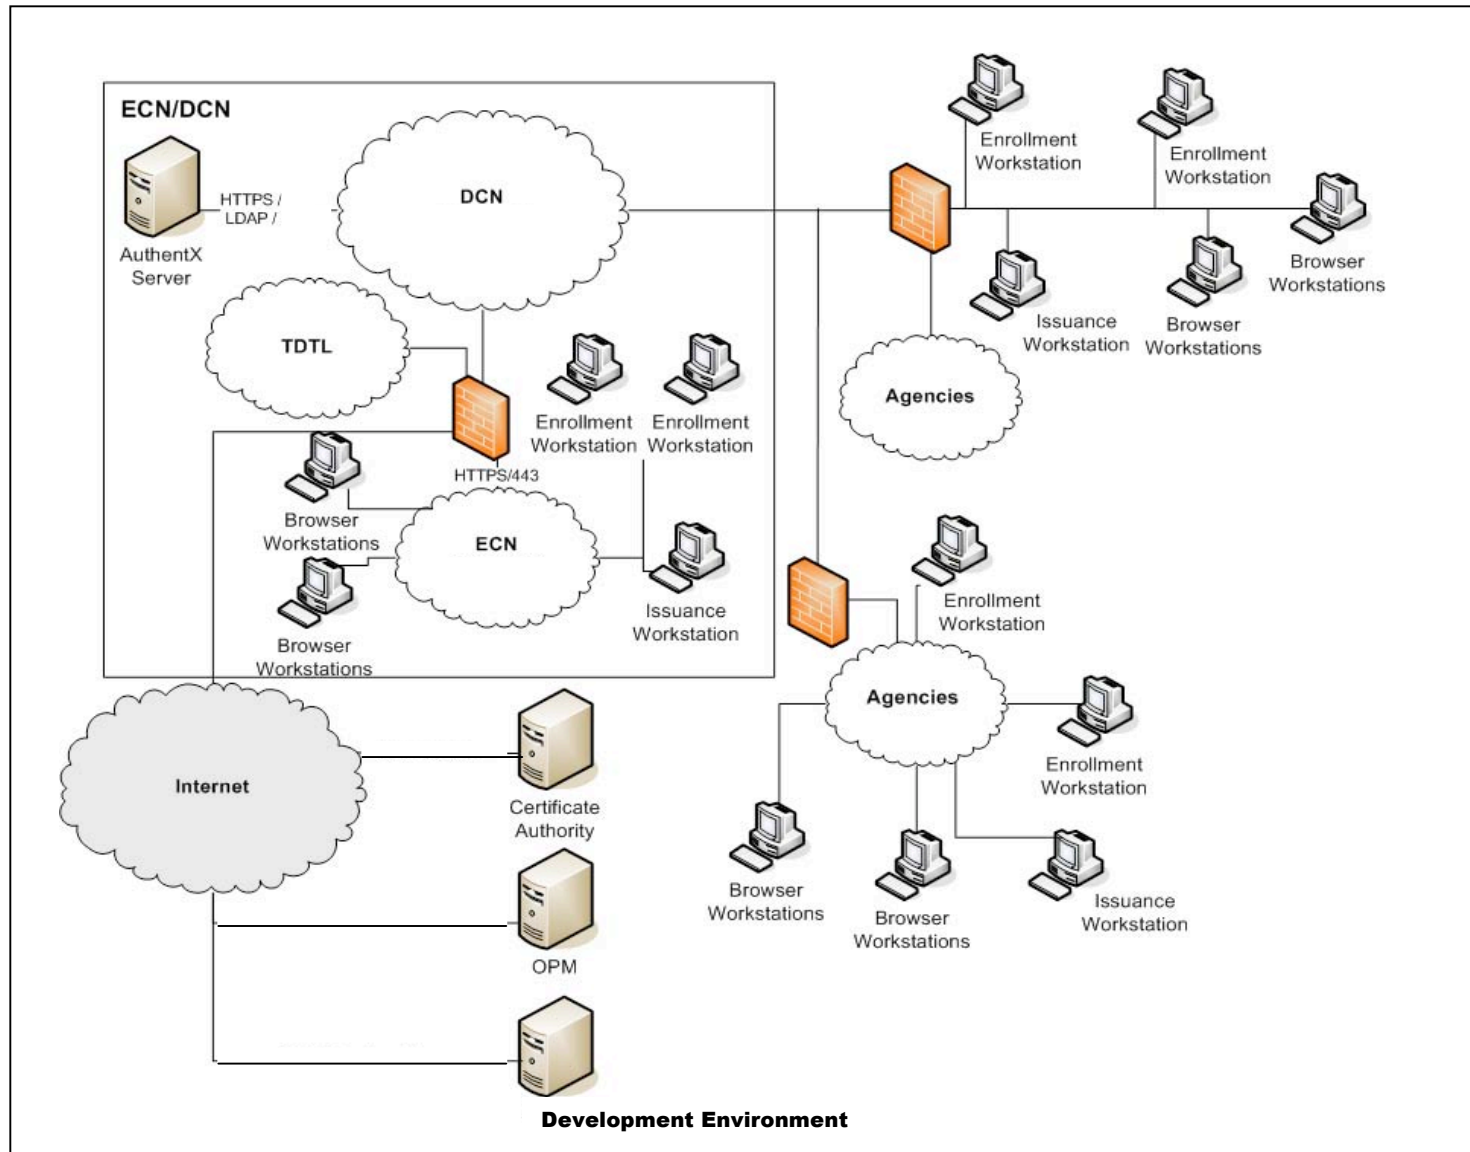 ECN/DCN
HTTPS /
LDAP /
AuthentX
Server
DCN
TDTL
Enrollment
Workstation
Enrollment
Workstation
HTTPS/443
Browser
Workstations
ECN
Browser
Workstations
Issuance
Workstation
Enrollment
Workstation
Enrollment
Workstation
Browser
Workstations
Issuance
Workstation
Browser
Workstations
Agencies
Enrollment
Workstation
Agencies
Enrollment
Workstation
Browser
Workstations
Browser
Workstations
Issuance
Workstation
Internet
Certificate
Authority
OPM
Development Environment